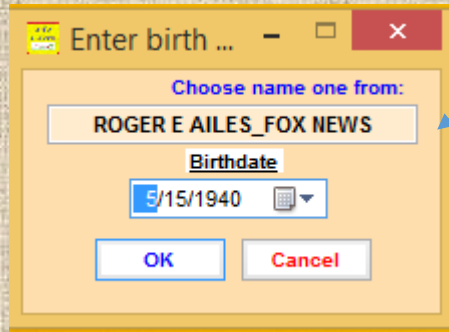 Enter birth ...
Choose name one from:
ROGER E AILES_FOX NEWS
Birthdate
5/15/1940
OK Cancel